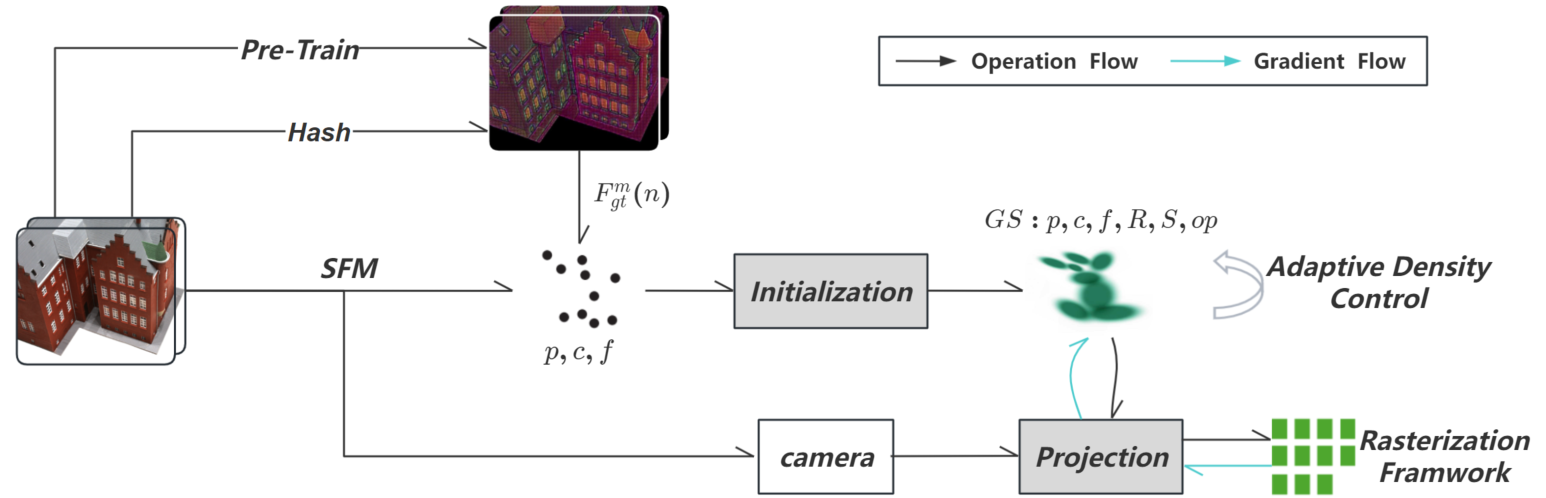 Pre-Train
Operation Flow
Gradient Flow
Hash
F_{gt}^{m}(n)
GS : p, c, f, R, S, op
SFM
Initialization
Adaptive Density
Control
p, c, f
camera
Projection
Rasterization
Framwork